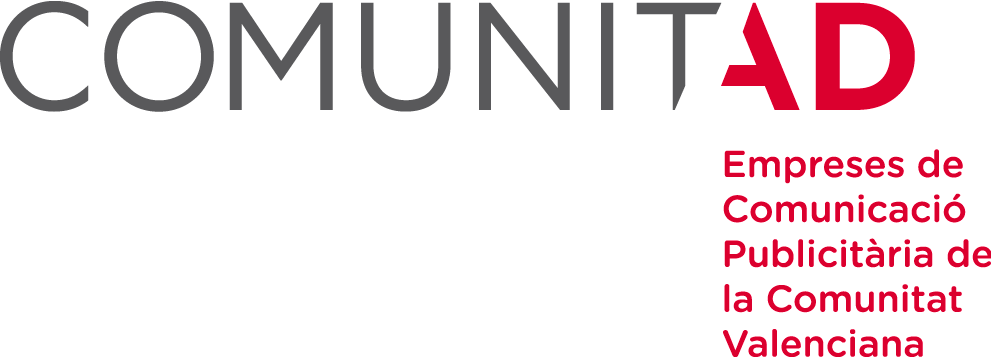 COMUNITAD
Empreses de
Comunicació
Publicitària de
la Comunitat
Valenciana